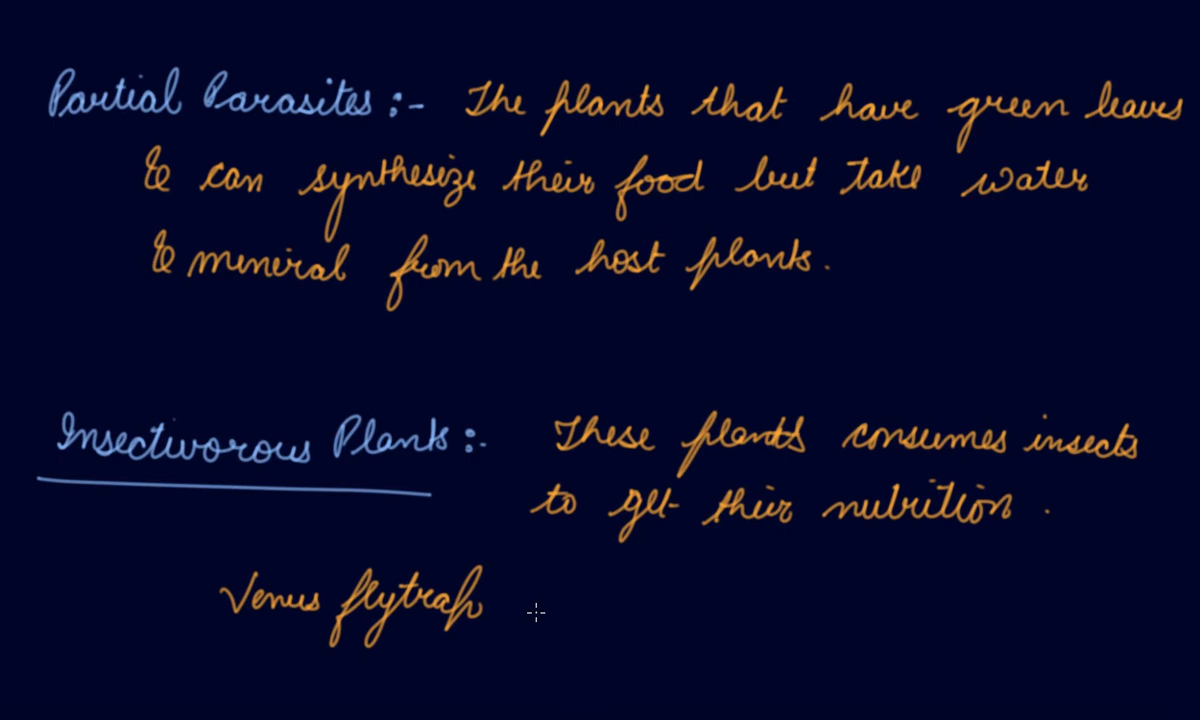 Partial Parasites :- The plants that have green leaves
& can synthesize their food but take water
& mineral from the host plants.
Insectivorous Plants :- These plants consumes insects
to get their nutrition.
Venus flytrap